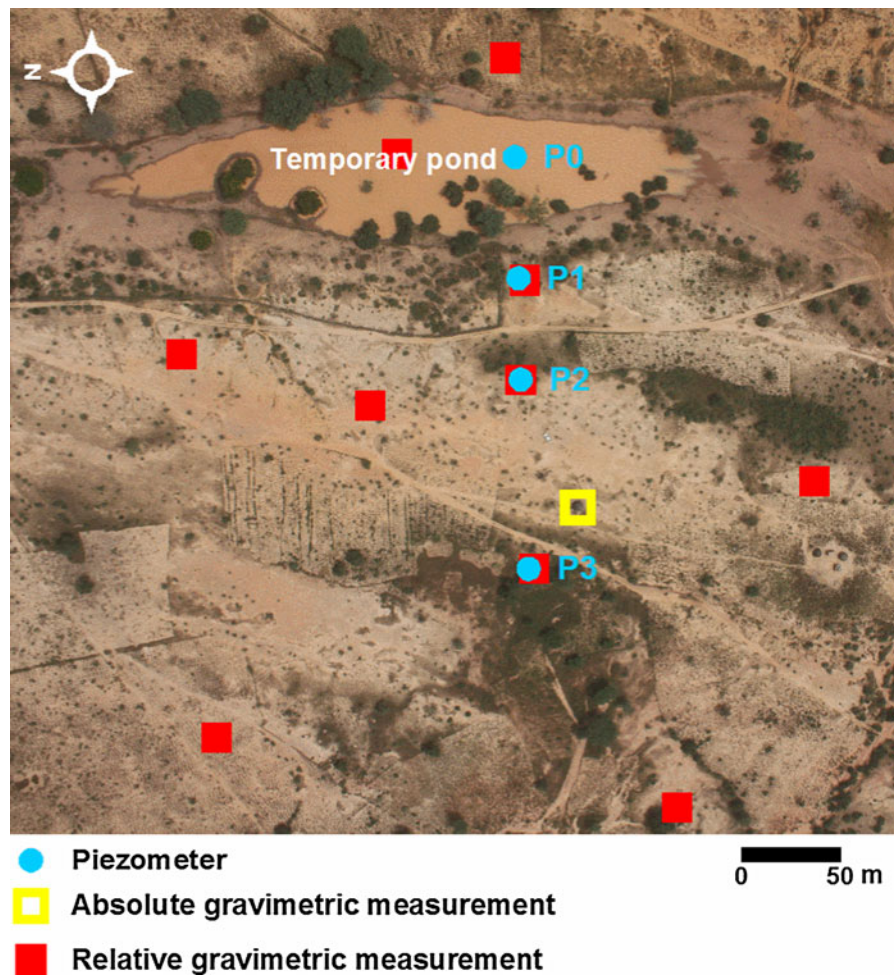 N
Temporary pond
P0
P1
P2
P3
Piezometer
0 50 m
Absolute gravimetric measurement
Relative gravimetric measurement